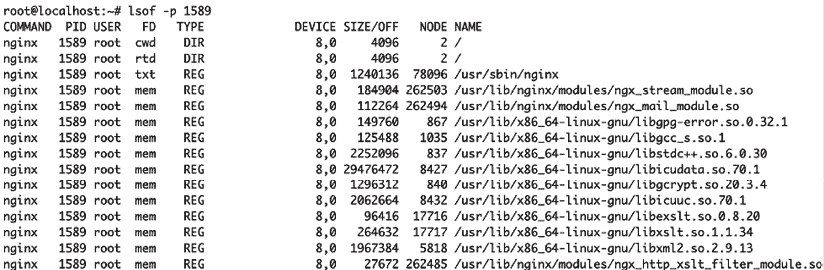 root@localhost:~# lsof -p 1589
COMMAND PID USER FD TYPE DEVICE SIZE/OFF NODE NAME
nginx 1589 root cwd DIR 8,0 4096 2 /
nginx 1589 root rtd DIR 8,0 4096 2 /
nginx 1589 root txt REG 8,0 1240136 78096 /usr/sbin/nginx
nginx 1589 root mem REG 8,0 184904 262503 /usr/lib/nginx/modules/ngx_stream_module.so
nginx 1589 root mem REG 8,0 112264 262494 /usr/lib/nginx/modules/ngx_mail_module.so
nginx 1589 root mem REG 8,0 149760 867 /usr/lib/x86_64-linux-gnu/libgpg-error.so.0.32.1
nginx 1589 root mem REG 8,0 125488 1035 /usr/lib/x86_64-linux-gnu/libgcc_s.so.1
nginx 1589 root mem REG 8,0 2252096 837 /usr/lib/x86_64-linux-gnu/libstdc++.so.6.0.30
nginx 1589 root mem REG 8,0 29476472 8427 /usr/lib/x86_64-linux-gnu/libicudata.so.70.1
nginx 1589 root mem REG 8,0 1296312 840 /usr/lib/x86_64-linux-gnu/libgcrypt.so.20.3.4
nginx 1589 root mem REG 8,0 2062664 8432 /usr/lib/x86_64-linux-gnu/libicuuc.so.70.1
nginx 1589 root mem REG 8,0 96416 17716 /usr/lib/x86_64-linux-gnu/libexslt.so.0.8.20
nginx 1589 root mem REG 8,0 264632 17717 /usr/lib/x86_64-linux-gnu/libxslt.so.1.1.34
nginx 1589 root mem REG 8,0 1967384 5818 /usr/lib/x86_64-linux-gnu/libxml2.so.2.9.13
nginx 1589 root mem REG 8,0 27672 262485 /usr/lib/nginx/modules/ngx_http_xslt_filter_module.so